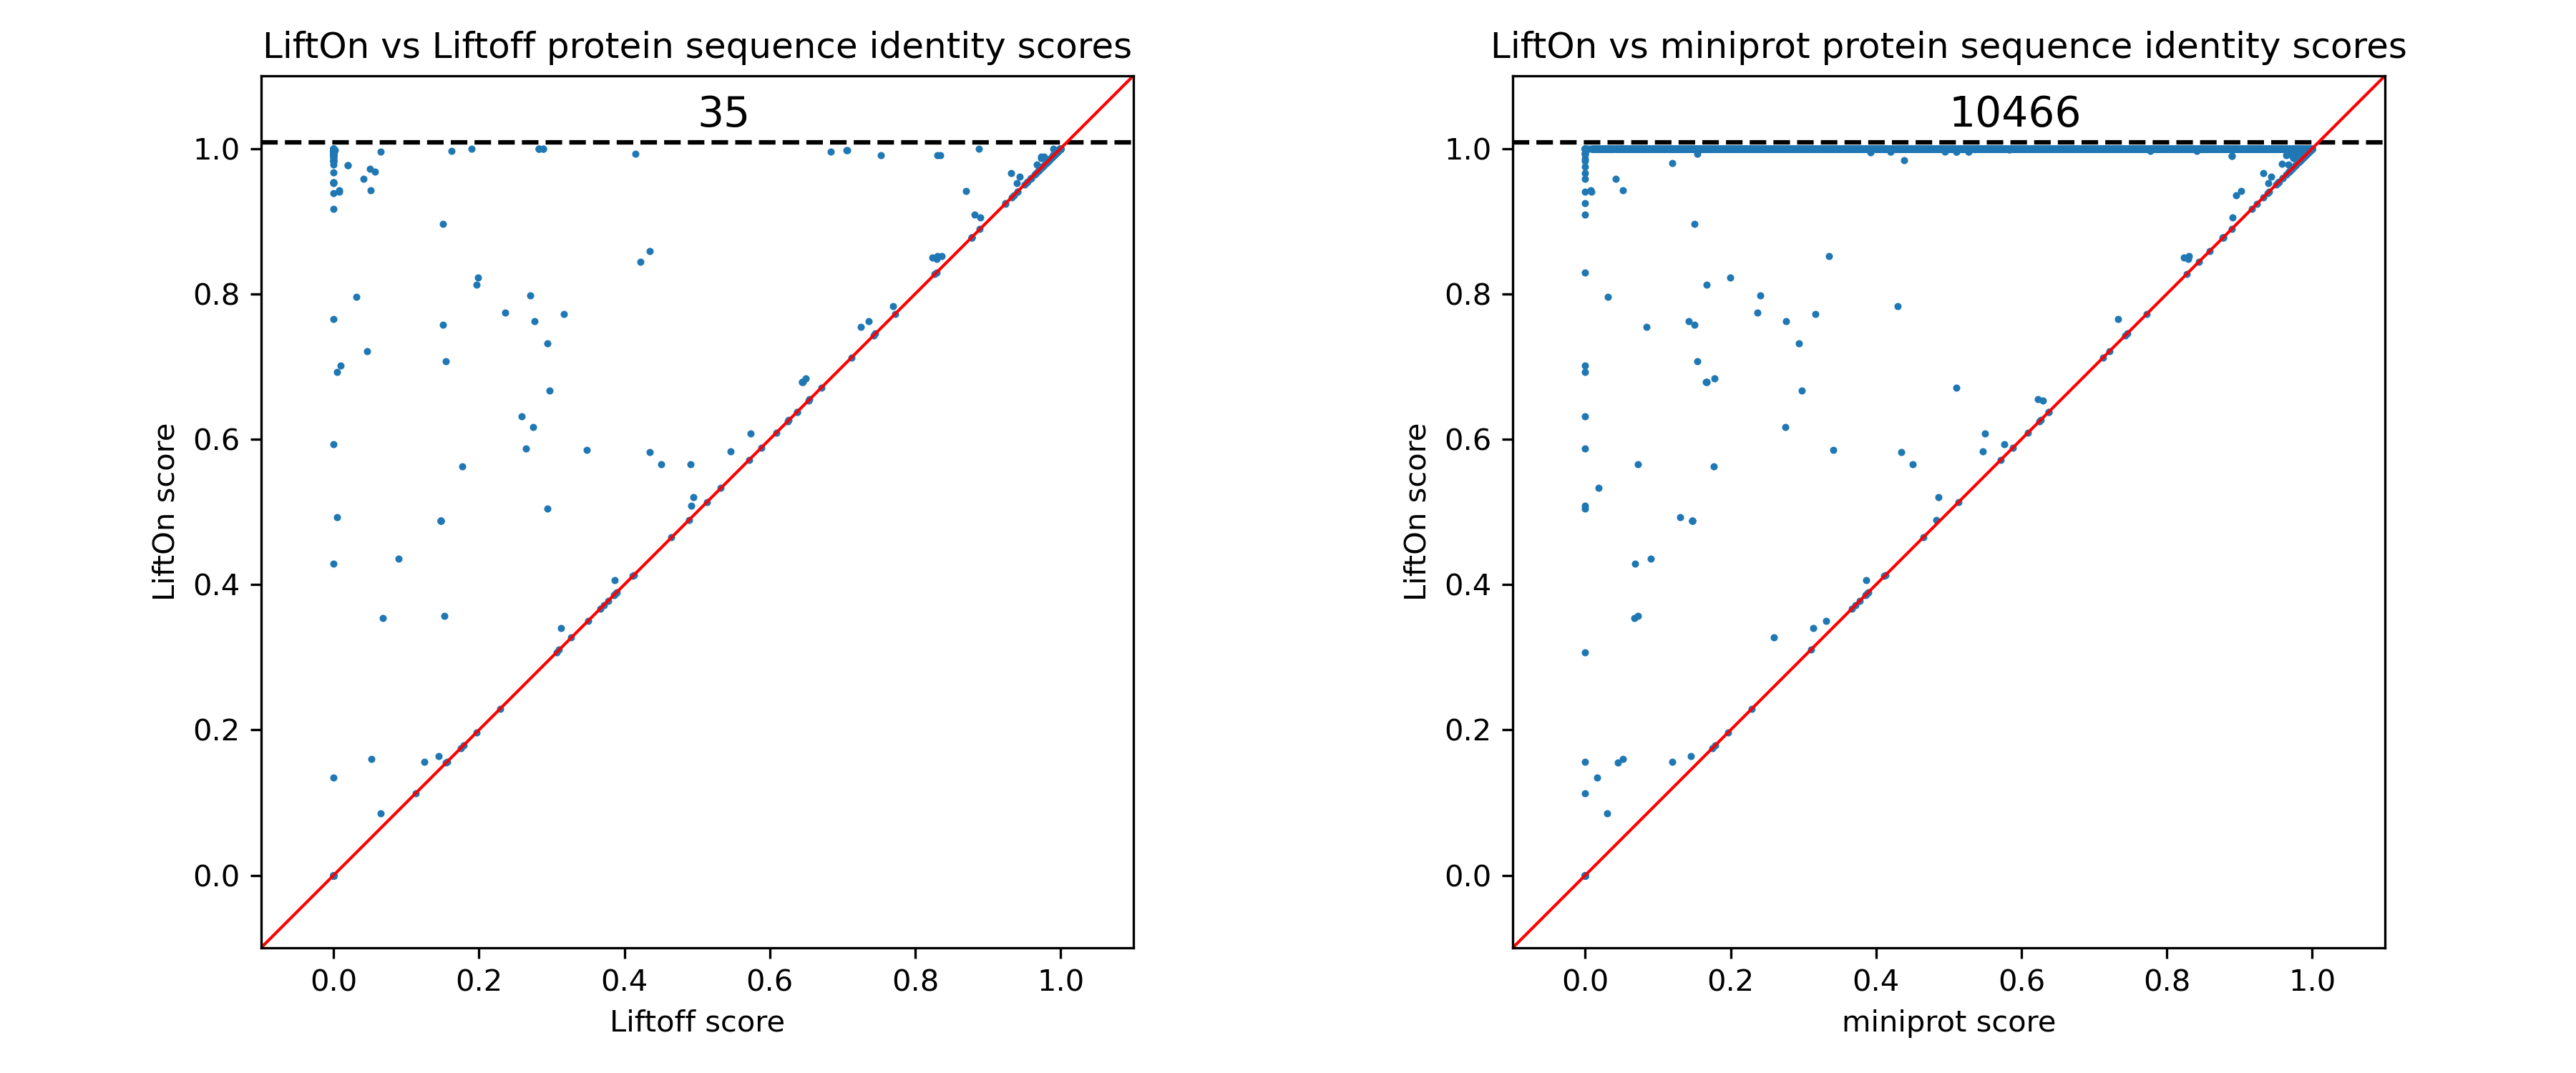 LiftOn vs Liftoff protein sequence identity scores
35
1.0
0.8
0.6
0.4
0.2
0.0
LiftOn score
0.0 0.2 0.4 0.6 0.8 1.0
Liftoff score
LiftOn vs miniprot protein sequence identity scores
10466
1.0
0.8
0.6
0.4
0.2
0.0
LiftOn score
0.0 0.2 0.4 0.6 0.8 1.0
miniprot score